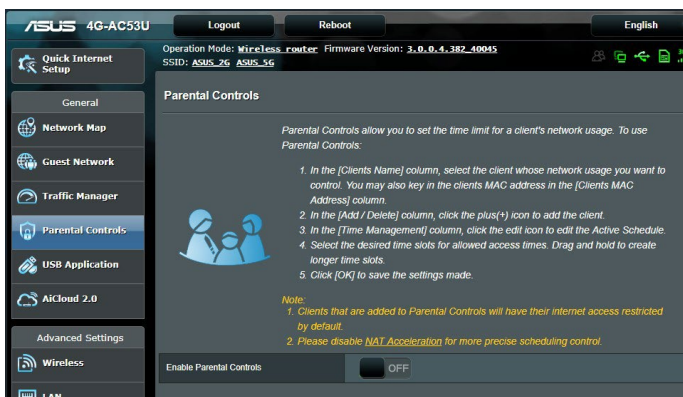 ASUS 4G-AC53U Logout Reboot English
Operation Mode: Wireless router Firmware Version: 3.0.0.4.382_40045
SSID: ASUS_2G ASUS_5G
Quick Internet
Setup
General
Network Map
Guest Network
Traffic Manager
Parental Controls
USB Application
AiCloud 2.0
Advanced Settings
Wireless
LAN
Parental Controls
Parental Controls allow you to set the time limit for a client's network usage. To use
Parental Controls:
1. In the [Clients Name] column, select the client whose network usage you want to
control. You may also key in the clients MAC address in the [Clients MAC
Address] column.
2. In the [Add / Delete] column, click the plus(+) icon to add the client.
3. In the [Time Management] column, click the edit icon to edit the Active Schedule.
4. Select the desired time slots for allowed access times. Drag and hold to create
longer time slots.
5. Click [OK] to save the settings made.
Note:
1. Clients that are added to Parental Controls will have their internet access restricted
by default.
2. Please disable NAT Acceleration for more precise scheduling control.
Enable Parental Controls OFF